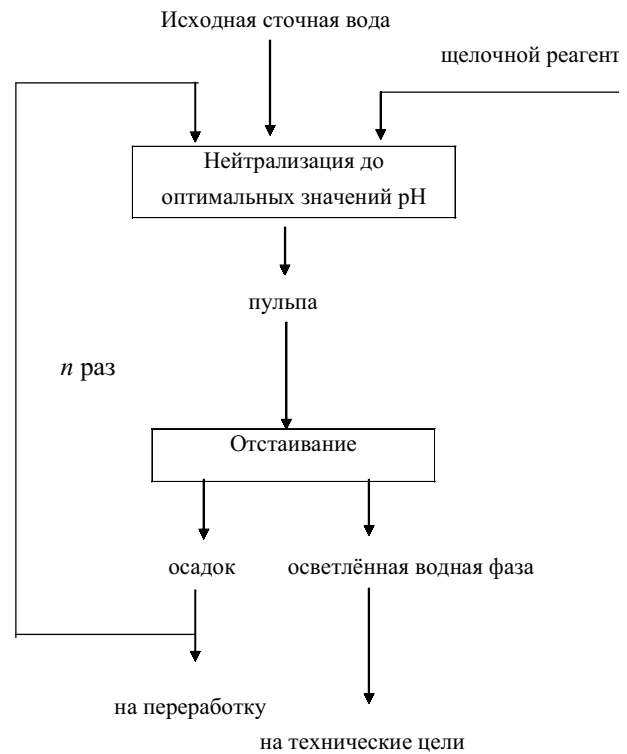 Исходная сточная вода
щелочной реагент
Нейтрализация до
оптимальных значений pH
пульпа
n раз
Отстаивание
осадок
осветлённая водная фаза
на переработку
на технические цели